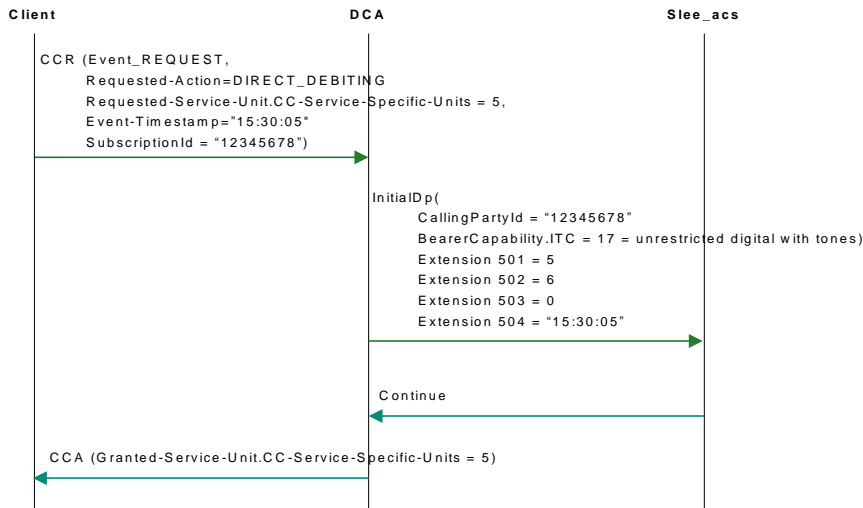 Client DCA Slee_acs
CCR (Event_REQUEST,
Requested-Action=DIRECT_DEBITING
Requested-Service-Unit.CC-Service-Specific-Units = 5,
Event-Timestamp="15:30:05"
SubscriptionId = “12345678”)
InitialDp(
CallingPartyId = “12345678”
BearerCapability.ITC = 17 = unrestricted digital with tones)
Extension 501 = 5
Extension 502 = 6
Extension 503 = 0
Extension 504 = “15:30:05”
Continue
CCA (Granted-Service-Unit.CC-Service-Specific-Units = 5)